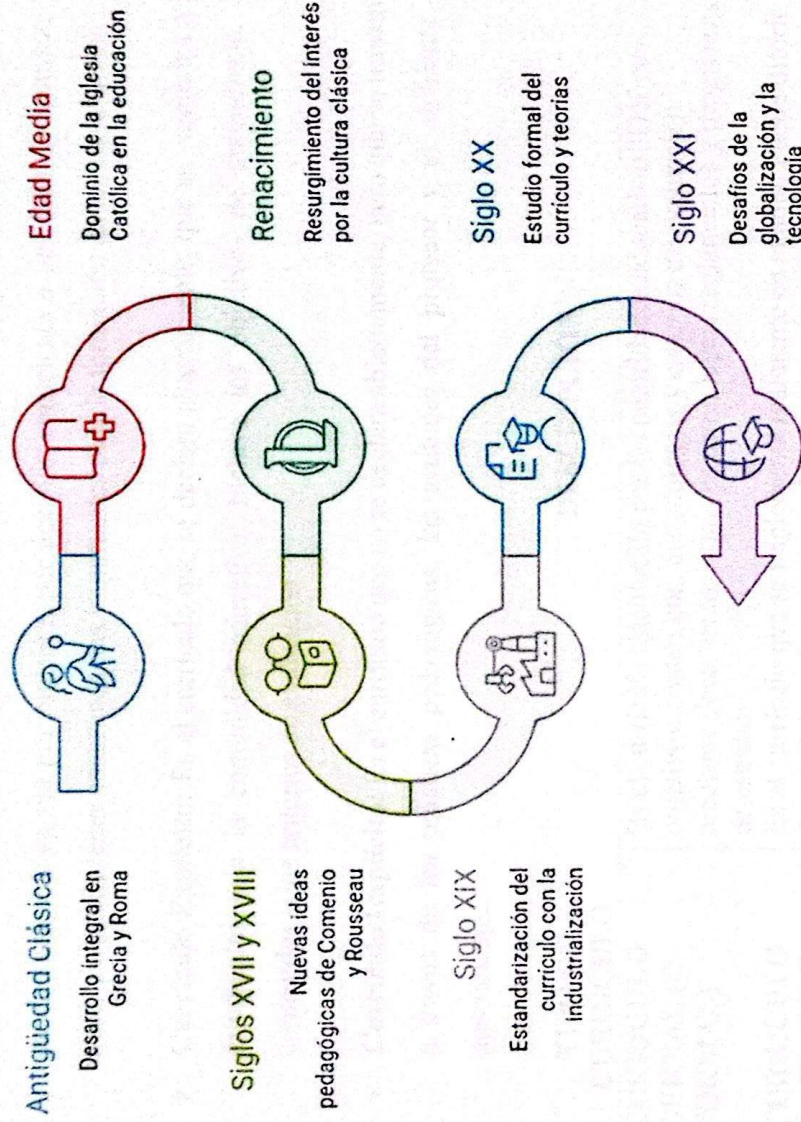 Antigüedad Clásica
Desarrollo integral en
Grecia y Roma
Edad Media
Dominio de la Iglesia
Católica en la educación
Renacimiento
Resurgimiento del interés
por la cultura clásica
Siglos XVII y XVIII
Nuevas ideas
pedagógicas de Comenio
y Rousseau
Siglo XIX
Estandarización del
currículo con la
industrialización
Siglo XX
Estudio formal del
currículo y teorías
Siglo XXI
Desafíos de la
globalización y la
tecnología